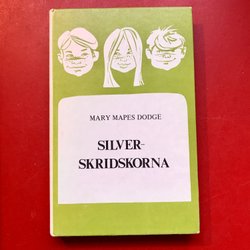 MARY MAPES DODGE
SILVER-
SKRIDSKORNA